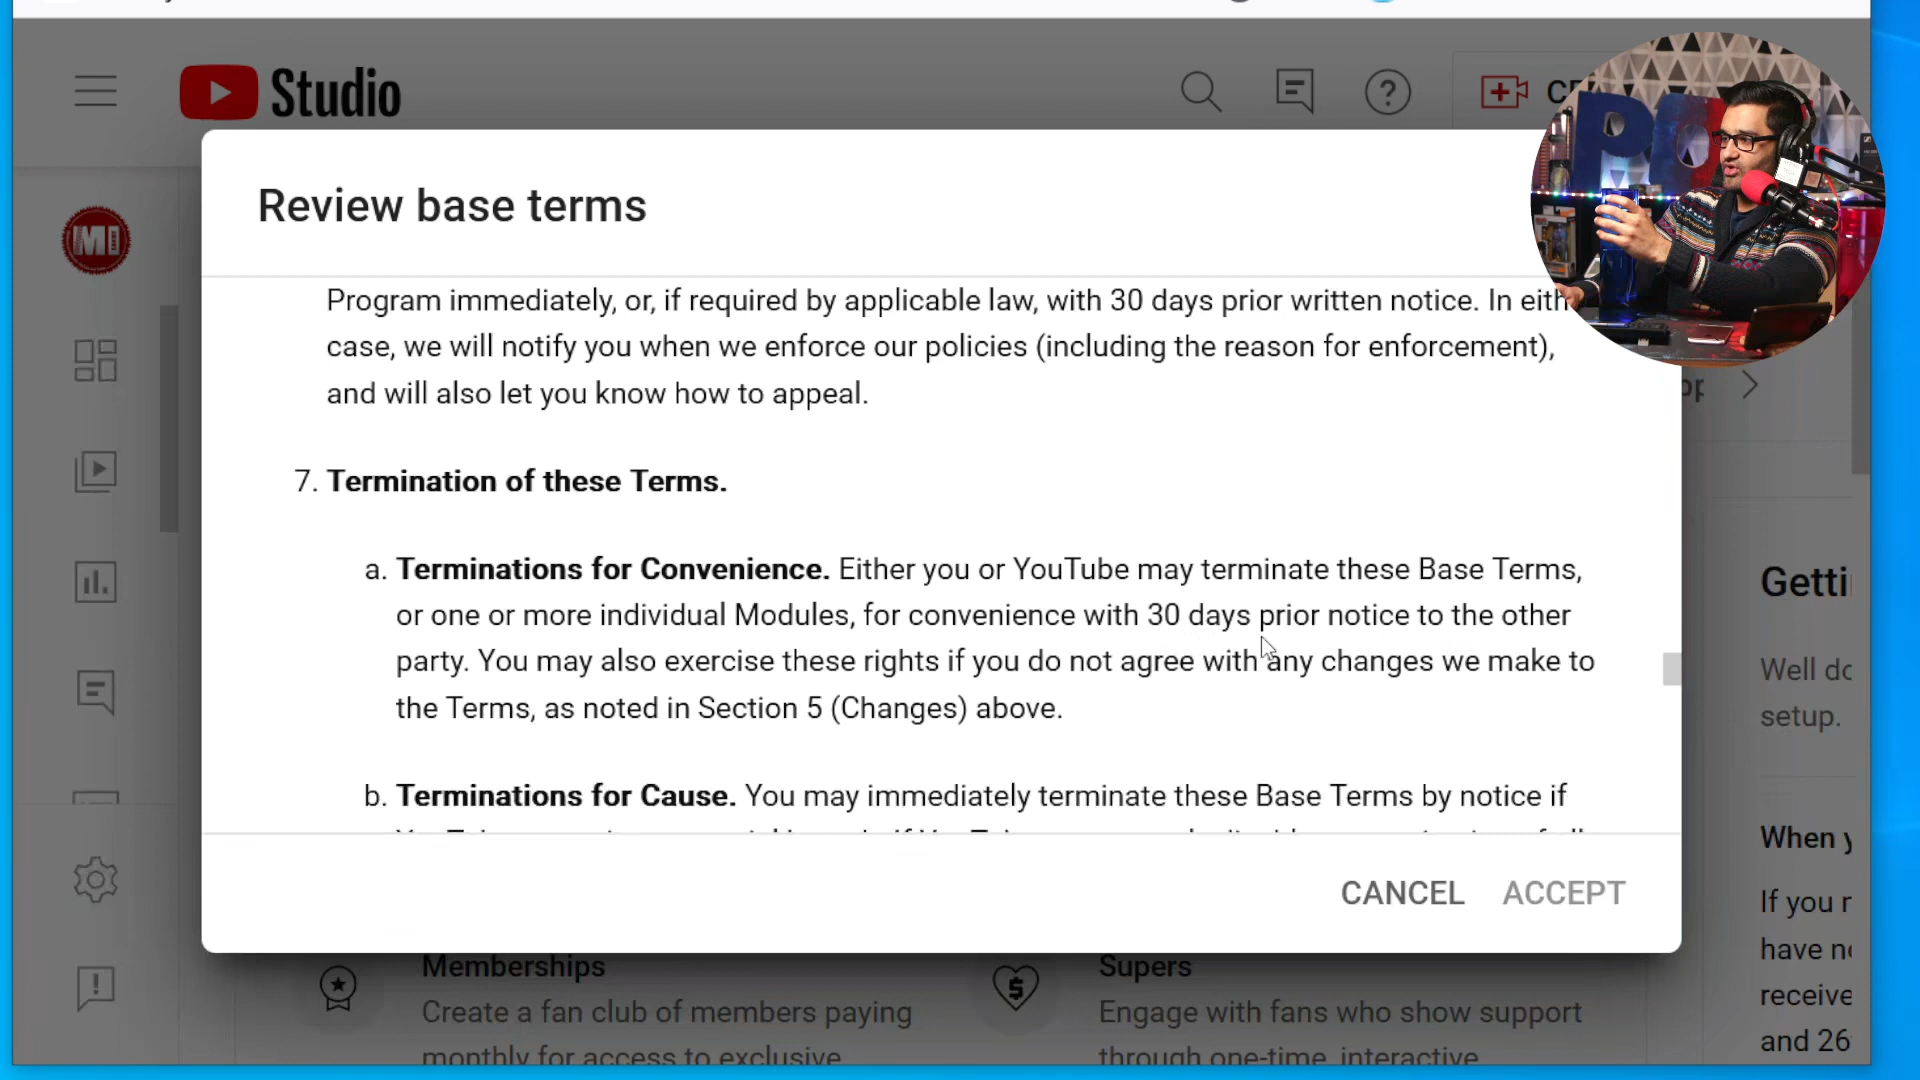 Studio
Review base terms
Program immediately, or, if required by applicable law, with 30 days prior written notice. In
case, we will notify you when we enforce our policies (including the reason for enforcement),
and will also let you know how to appeal.
7. Termination of these Terms.
a. Terminations for Convenience. Either you or YouTube may terminate these Base Terms,
or one or more individual Modules, for convenience with 30 days prior notice to the other
party. You may also exercise these rights if you do not agree with any changes we make to
the Terms, as noted in Section 5 (Changes) above.
b. Terminations for Cause. You may immediately terminate these Base Terms by notice if
CANCEL ACCEPT
Memberships
Create a fan club of members paying
monthly for access to exclusive
Supers
Engage with fans who show support
through one-time, interactive
Getti
Well do
setup.
When y
If you r
have n
receive
and 26